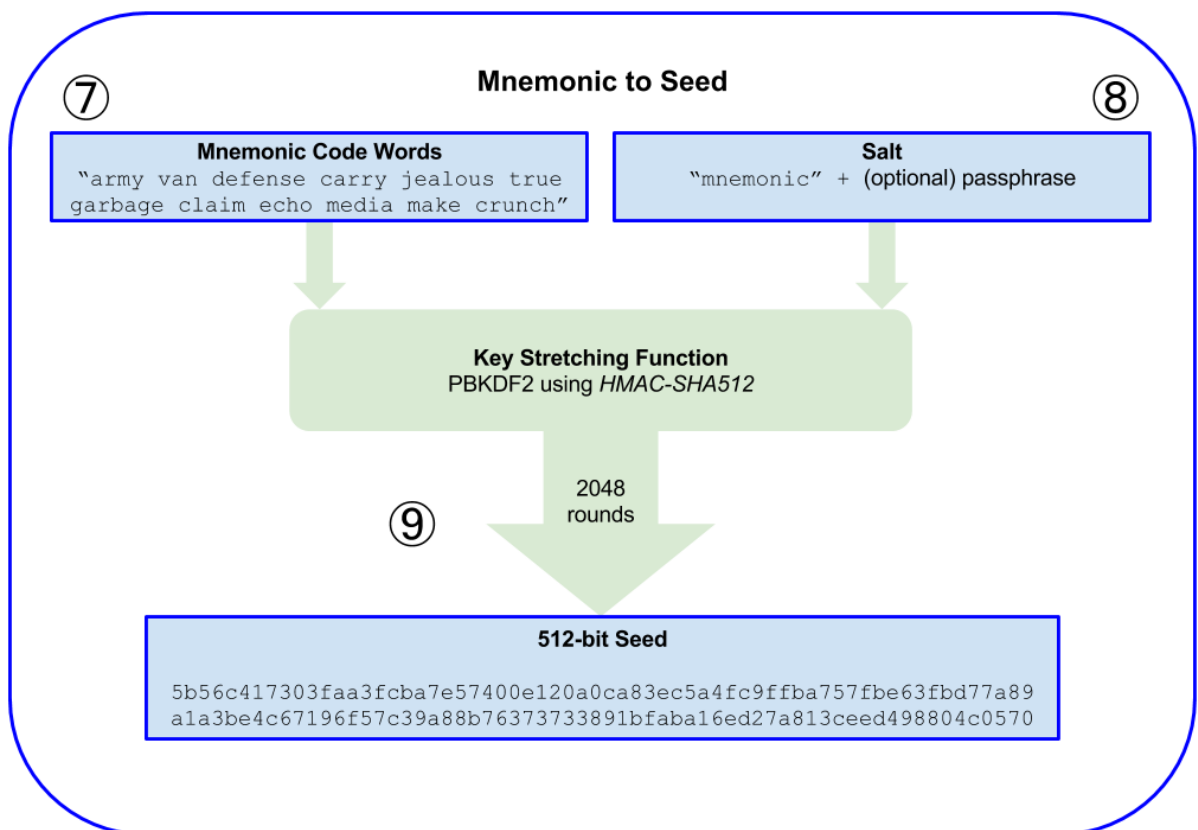 Mnemonic to Seed
⑦
⑧
Mnemonic Code Words
“army van defense carry jealous true
garbage claim echo media make crunch”
Salt
“mnemonic” + (optional) passphrase
Key Stretching Function
PBKDF2 using HMAC-SHA512
2048
rounds
⑨
512-bit Seed
5b56c417303faa3fcba7e57400e120a0ca83ec5a4fc9ffba757fbe63fbd77a89
a1a3be4c67196f57c39a88b76373733891bfaba16ed27a813ceed498804c0570